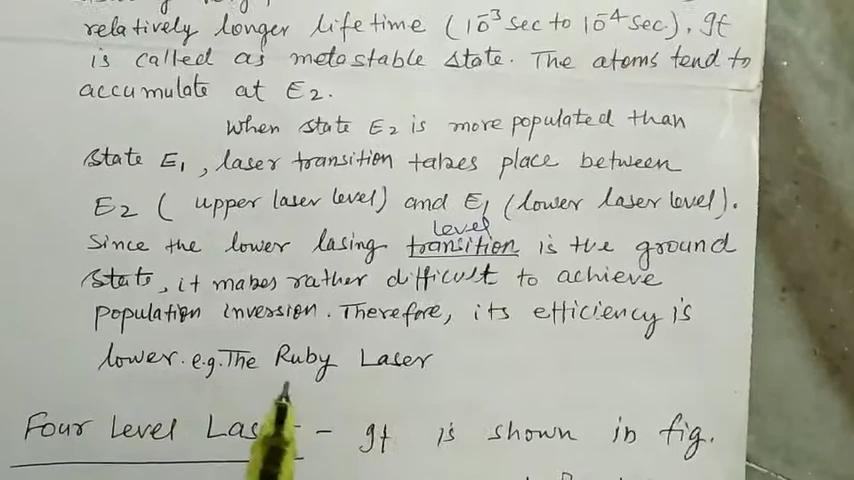 relatively longer life time (10⁻³ sec to 10⁻⁴ sec.). It
is called as metastable state. The atoms tend to
accumulate at E2.
When state E2 is more populated than
state E1, laser transition takes place between
E2 ( upper laser level) and E1 (lower laser level).
level
Since the lower lasing transition is the ground
state, it makes rather difficult to achieve
population inversion. Therefore, its efficiency is
lower. e.g. The Ruby Laser
Four Level - It is shown in fig.